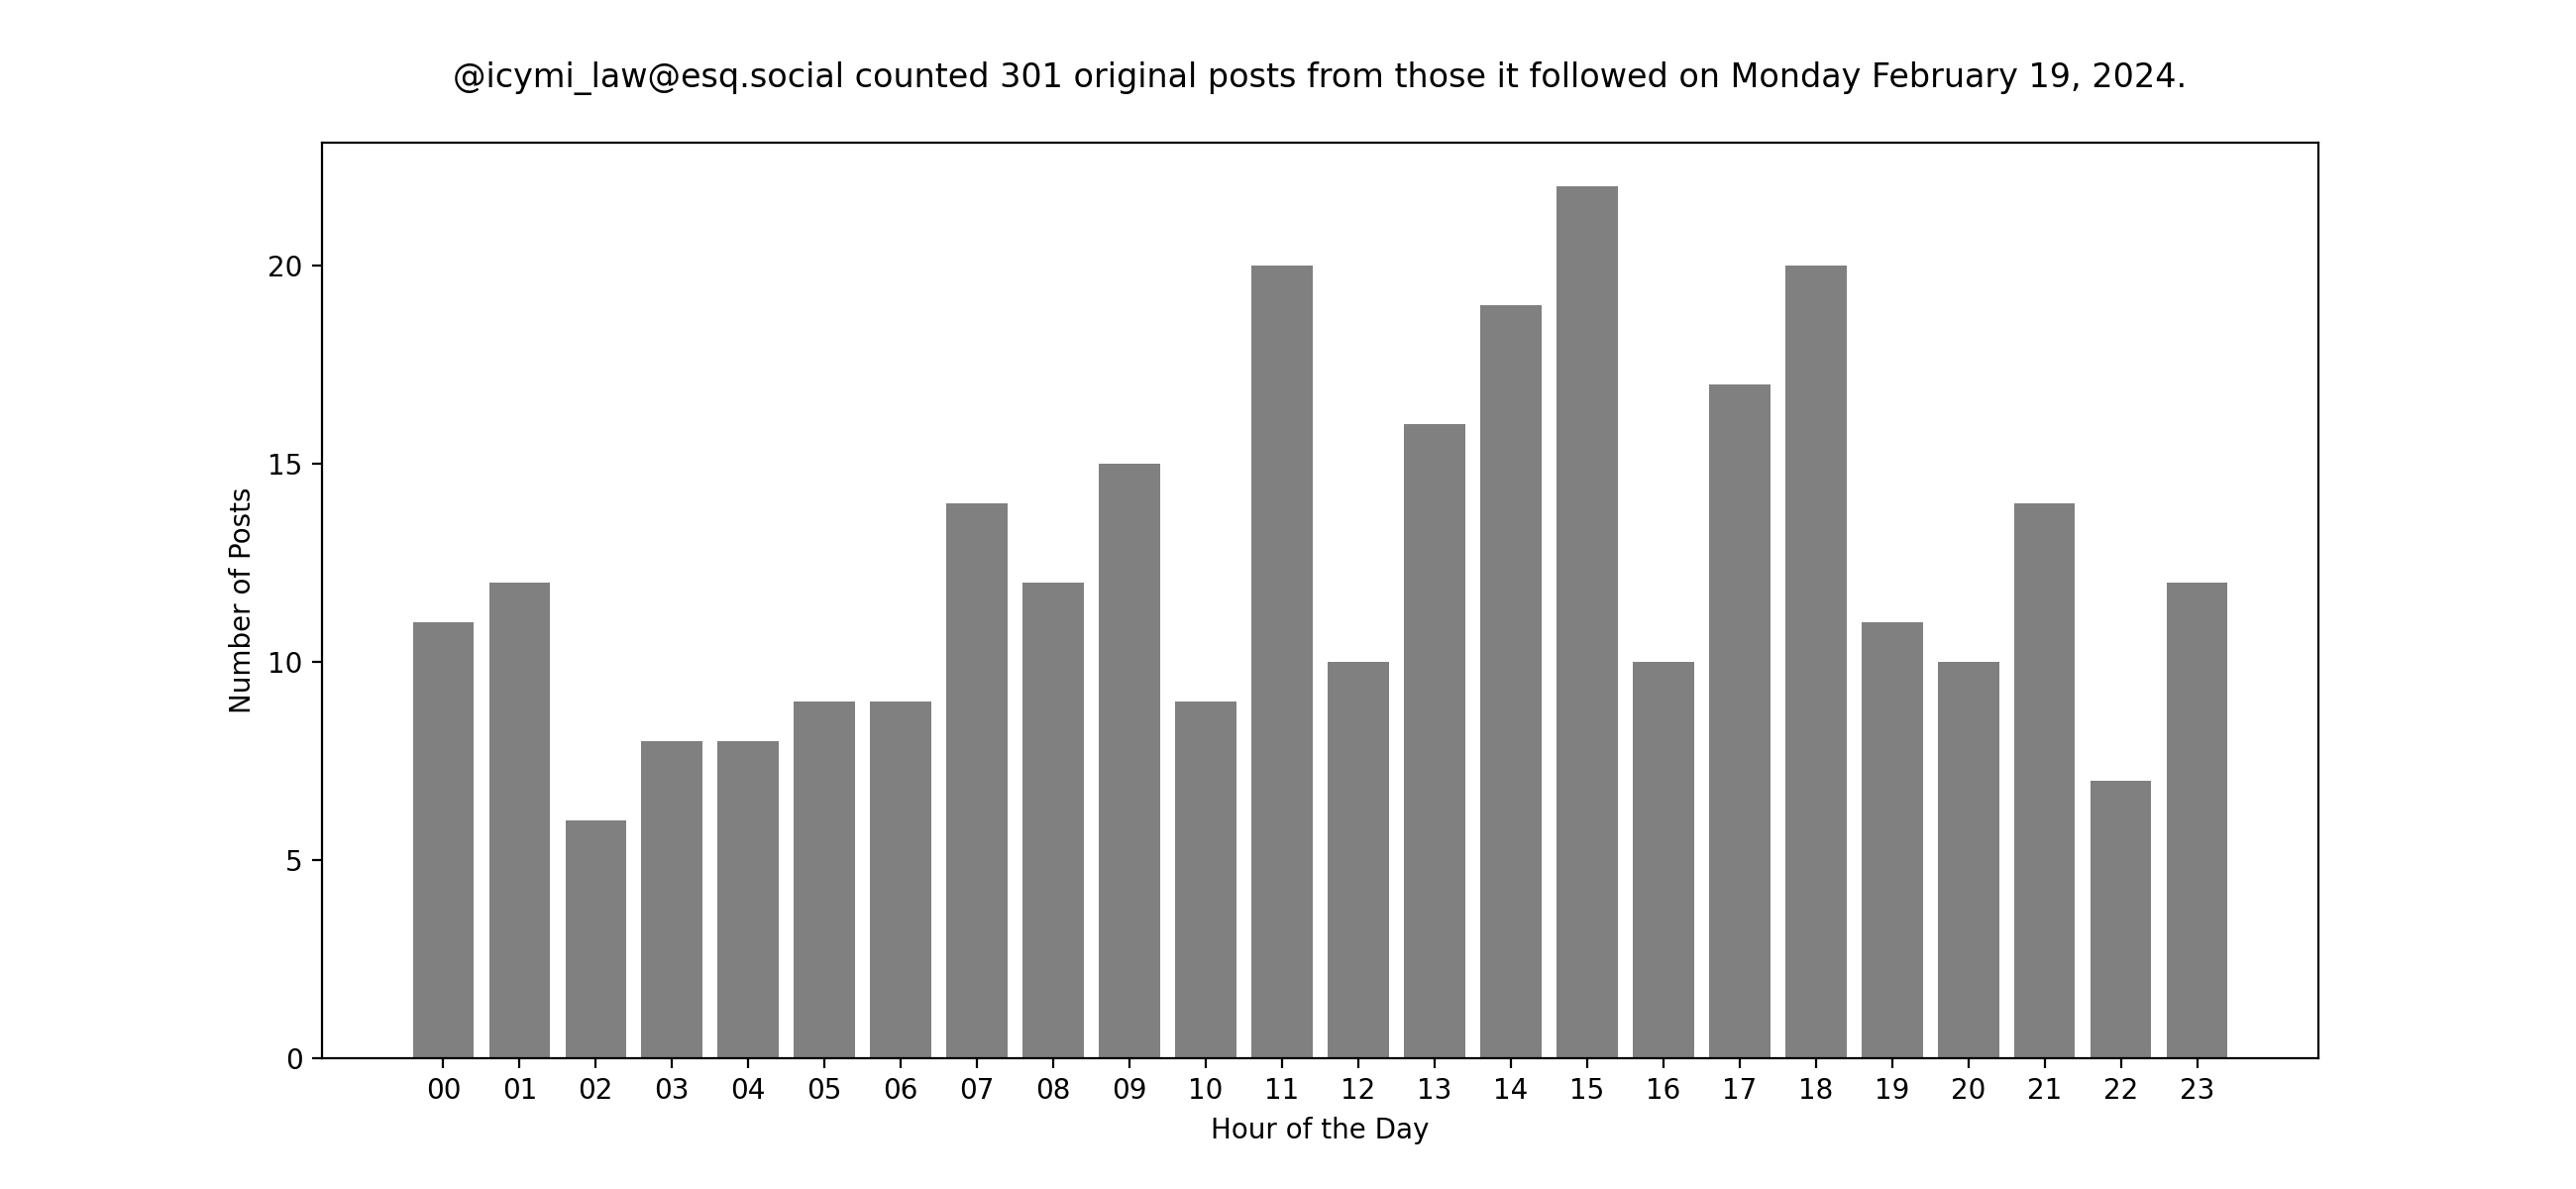 @icymi_law@esq.social counted 301 original posts from those it followed on Monday February 19, 2024.
20
15
10
5
0
Number of Posts
00 01 02 03 04 05 06 07 08 09 10 11 12 13 14 15 16 17 18 19 20 21 22 23
Hour of the Day